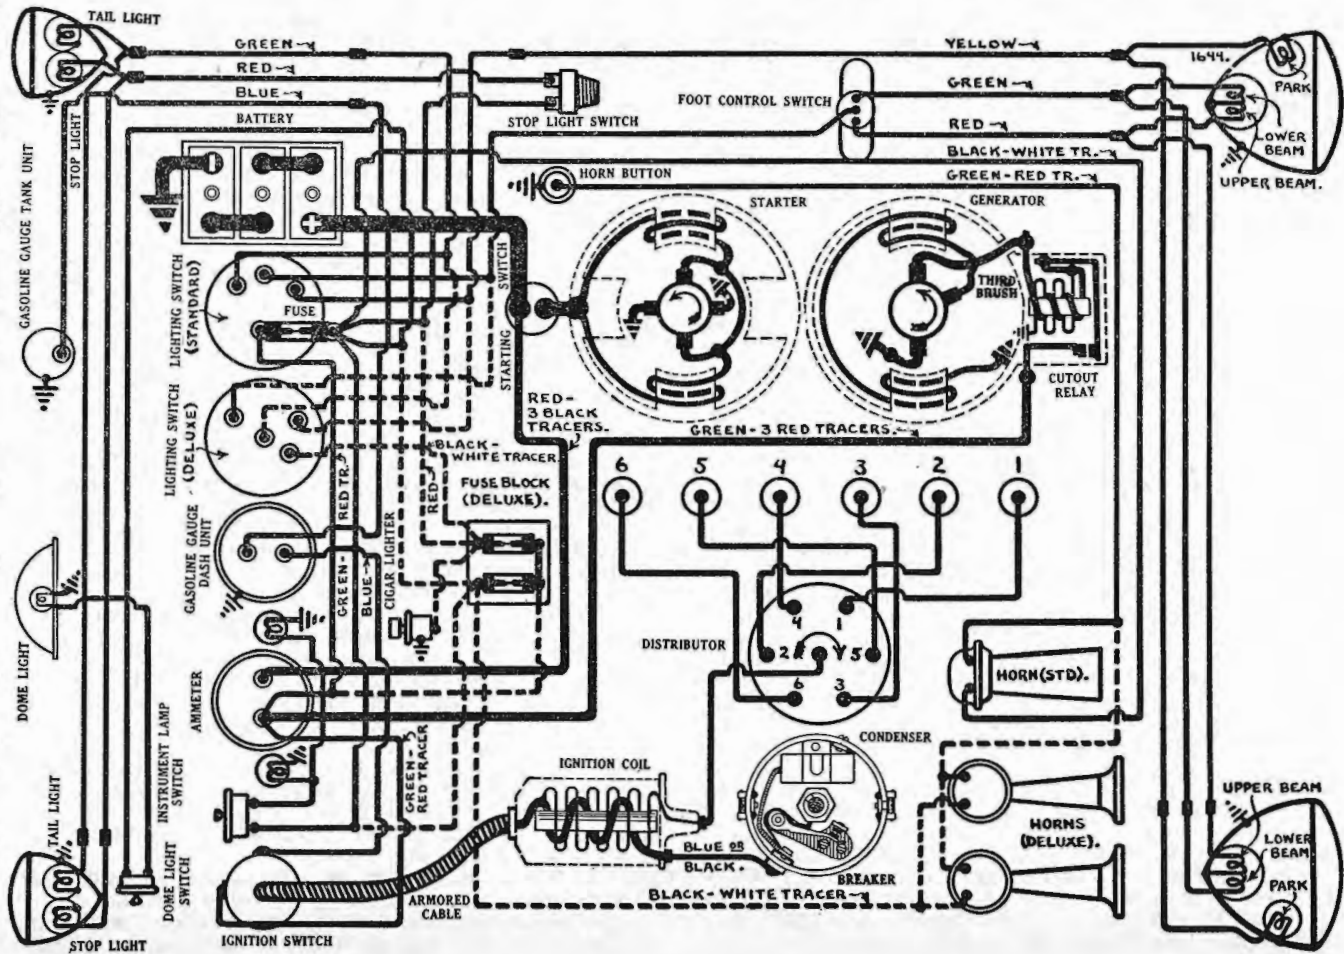 TAIL LIGHT
GREEN
RED
BLUE
BATTERY
STOP LIGHT
GASOLINE GAUGE TANK UNIT
STOP LIGHT SWITCH
FOOT CONTROL SWITCH
YELLOW
GREEN
RED
BLACK-WHITE TR.
GREEN-RED TR.
1644.
PARK
LOWER
BEAM
UPPER BEAM.
HORN BUTTON
STARTER
GENERATOR
THIRD
BRUSH
CUTOUT
RELAY
STARTING
SWITCH
LIGHTING SWITCH
(STANDARD)
FUSE
LIGHTING SWITCH
(DELUXE)
RED-
3 BLACK
TRACERS.
GREEN-3 RED TRACERS.
BLACK-
WHITE TRACER
RED-
FUSE BLOCK
(DELUXE).
GREEN-
RED TR.
BLUE
CIGAR LIGHTER
GASOLINE GAUGE
DASH UNIT
6
5
4
3
2
1
DISTRIBUTOR
4
1
2
R
5
6
3
DOME LIGHT
AMMETER
HORN(STD).
INSTRUMENT LAMP
SWITCH
GREEN-
RED TRACER
IGNITION COIL
CONDENSER
BREAKER
BLUE OR
BLACK.
HORNS
(DELUXE).
UPPER BEAM
LOWER
BEAM
PARK
TAIL LIGHT
DOME LIGHT
SWITCH
ARMORED
CABLE
BLACK-WHITE TRACER
STOP LIGHT
IGNITION SWITCH